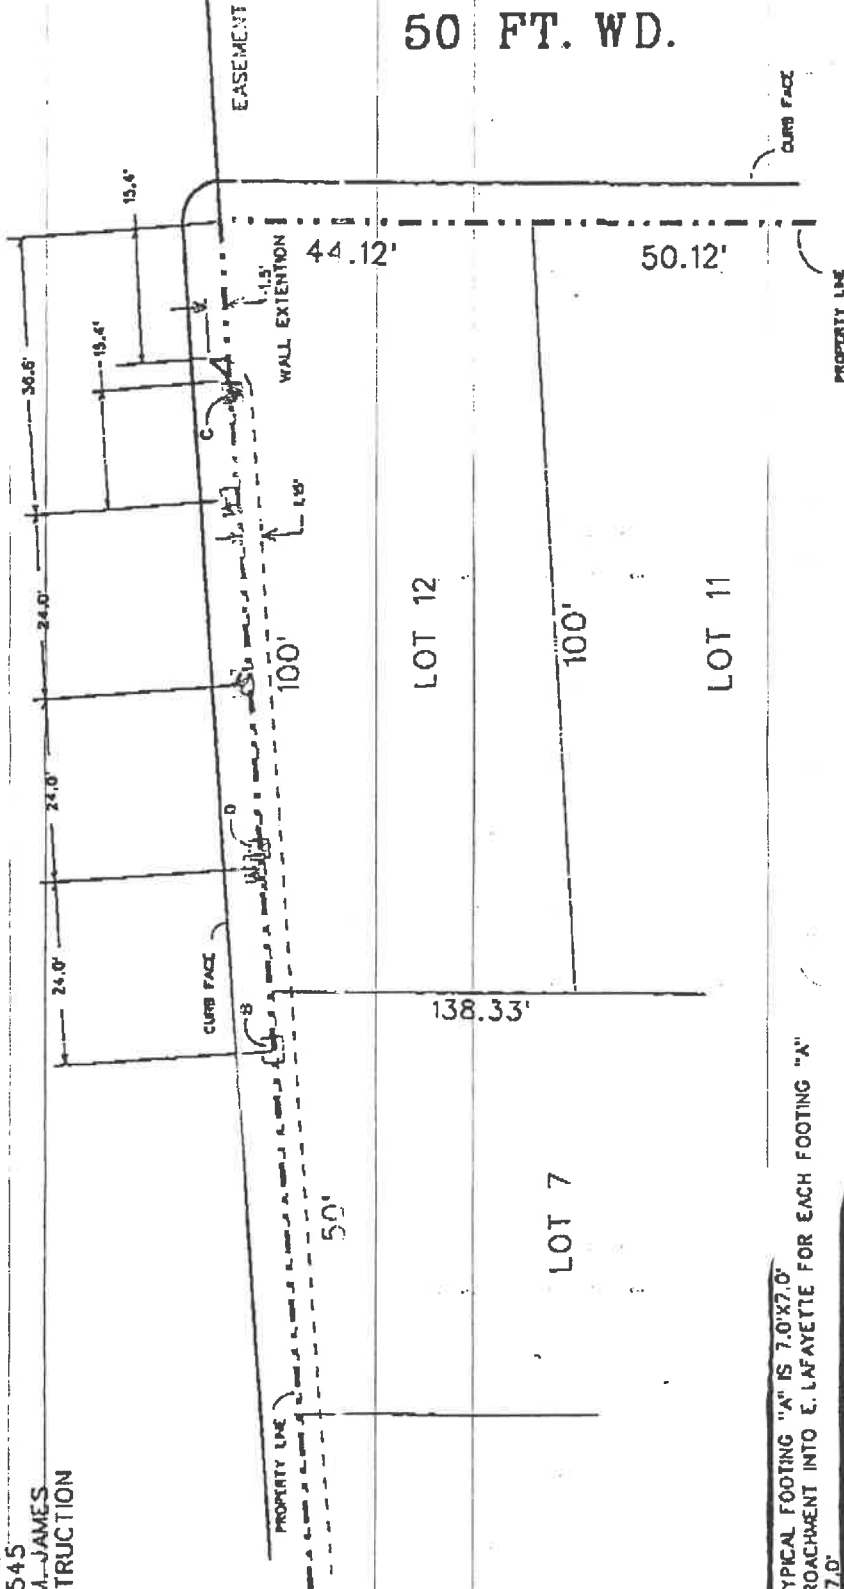 50 FT. WD.
EASEMENT
CURB FACE
15.4'
44.12'
50.12'
PROPERTY LINE
1.5'
WALL EXTENTION
36.6'
15.4'
C
24.0'
100'
LOT 12
100'
LOT 11
24.0'
D
24.0'
CURB FACE
B
138.33'
50'
LOT 7
PROPERTY LINE
545
M. JAMES
TRUCTION
YPICAL FOOTING "A" IS 7.0'X7.0'
ROACHMENT INTO E. LAFAYETTE FOR EACH FOOTING "A"
7.0'